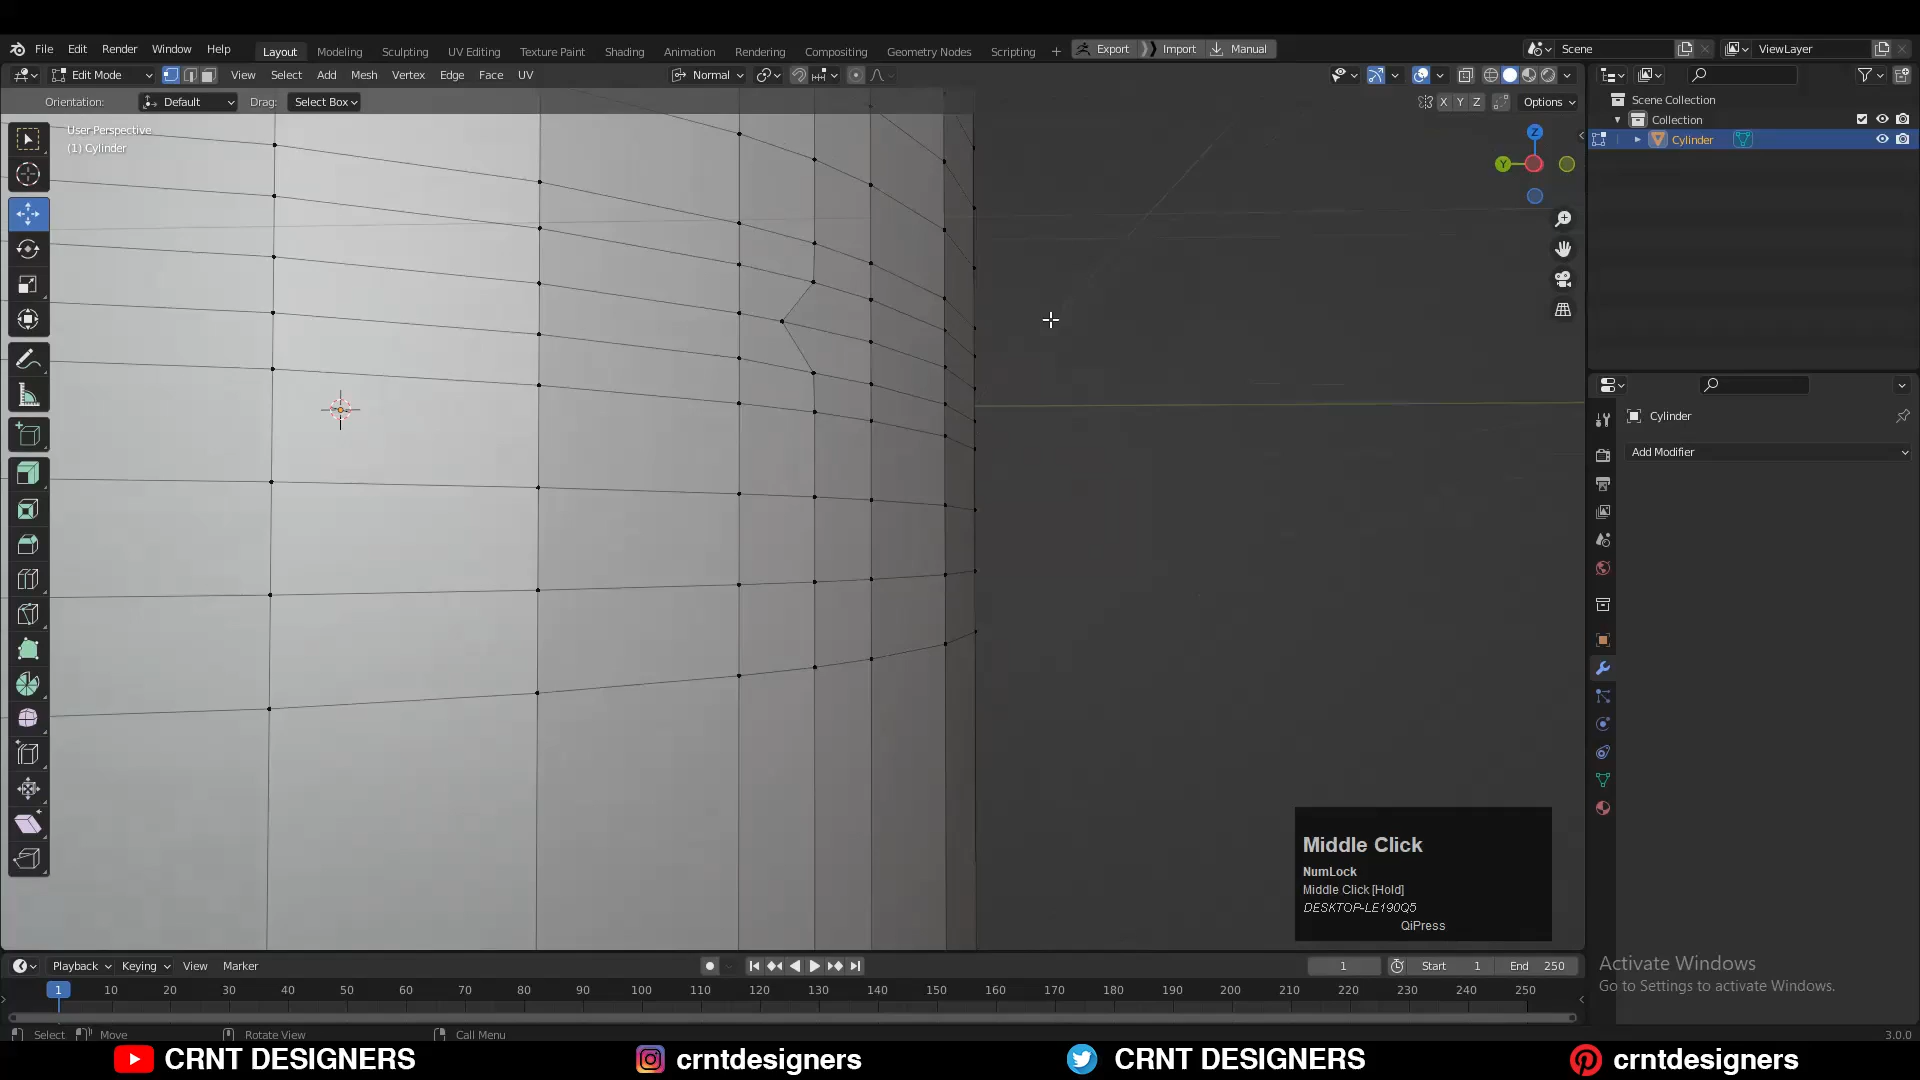 File Edit Render Window Help Layout Modeling Sculpting UV Editing Texture Paint Shading Animation Rendering Compositing Geometry Nodes Scripting + Export Import Manual Scene ViewLayer
Edit Mode View Select Add Mesh Vertex Edge Face UV Normal
Orientation: Default Drag: Select Box X Y Z Options
Scene Collection
Collection
Cylinder
User Perspective
(1) Cylinder
Z
Y
Cylinder
Add Modifier
Middle Click
NumLock
Middle Click [Hold]
DESKTOP-LE190Q5
QiPress
Activate Windows
Go to Settings to activate Windows.
Playback Keying View Marker 1 Start 1 End 250
1 10 20 30 40 50 60 70 80 90 100 110 120 130 140 150 160 170 180 190 200 210 220 230 240 250
Select Move Rotate View Call Menu 3.0.0
CRNT DESIGNERS crntdesigners CRNT DESIGNERS crntdesigners